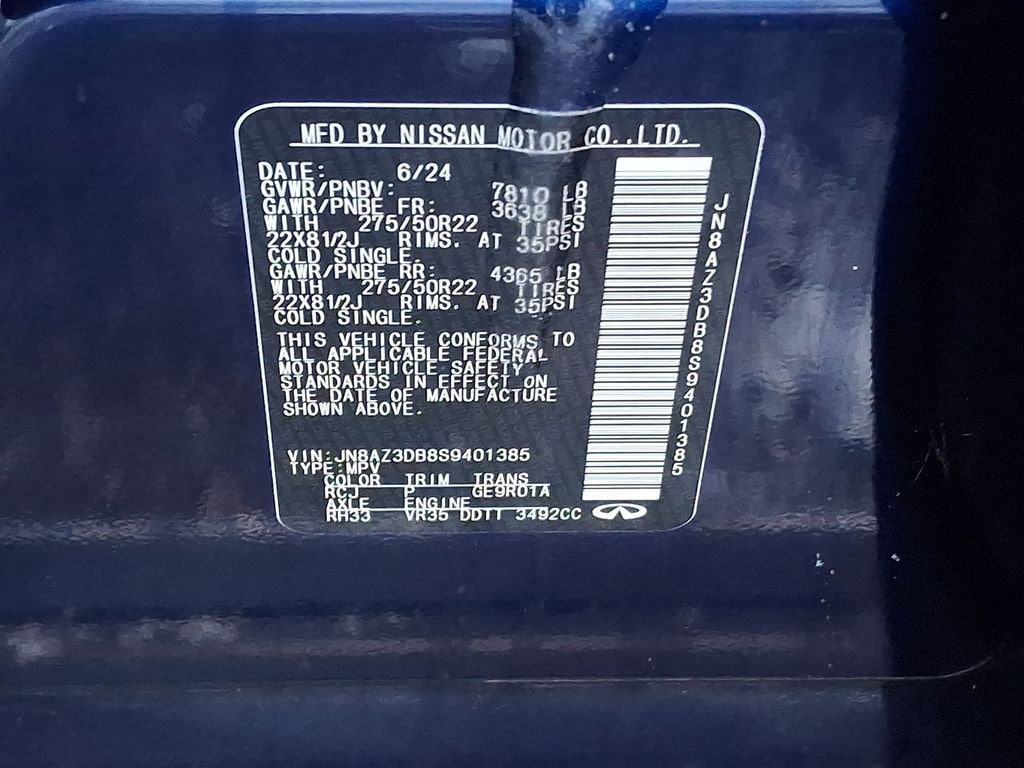 MFD BY NISSAN MOTOR CO.,LTD.
DATE: 6/24
GVWR/PNBV: 7810 LB
GAWR/PNBE FR: 3638 LB
WITH 275/50R22 TIRES
22X81/2J RIMS. AT 35PSI
COLD SINGLE.
GAWR/PNBE RR: 4365 LB
WITH 275/50R22 TIRES
22X81/2J RIMS. AT 35PSI
COLD SINGLE.
THIS VEHICLE CONFORMS TO
ALL APPLICABLE FEDERAL
MOTOR VEHICLE SAFETY
STANDARDS IN EFFECT ON
THE DATE OF MANUFACTURE
SHOWN ABOVE.
VIN:JN8AZ3DB8S9401385
TYPE:MPV
COLOR TRIM TRANS
RCJ P GE9R01A
AXLE ENGINE
RH33 VR35 DDTT 3492CC
JN8AZ3DB8S9401385